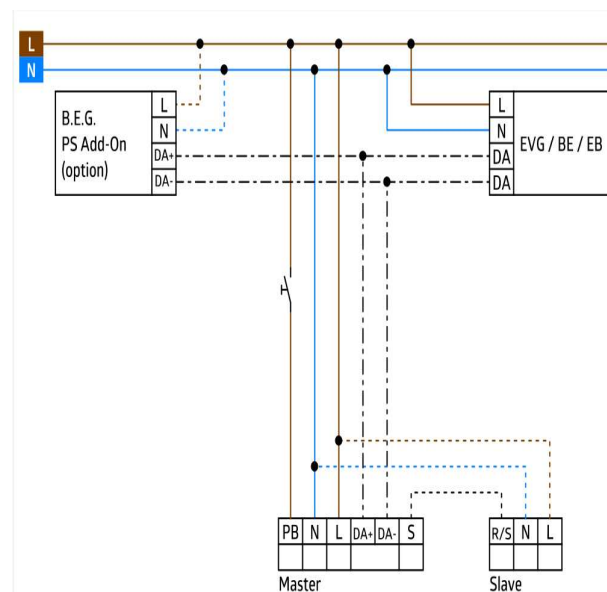 L
N
B.E.G.
PS Add-On
(option)
L
N
DA+
DA-
L
N
DA
DA
EVG / BE / EB
PB N L DA+ DA- S
Master
R/S N L
Slave